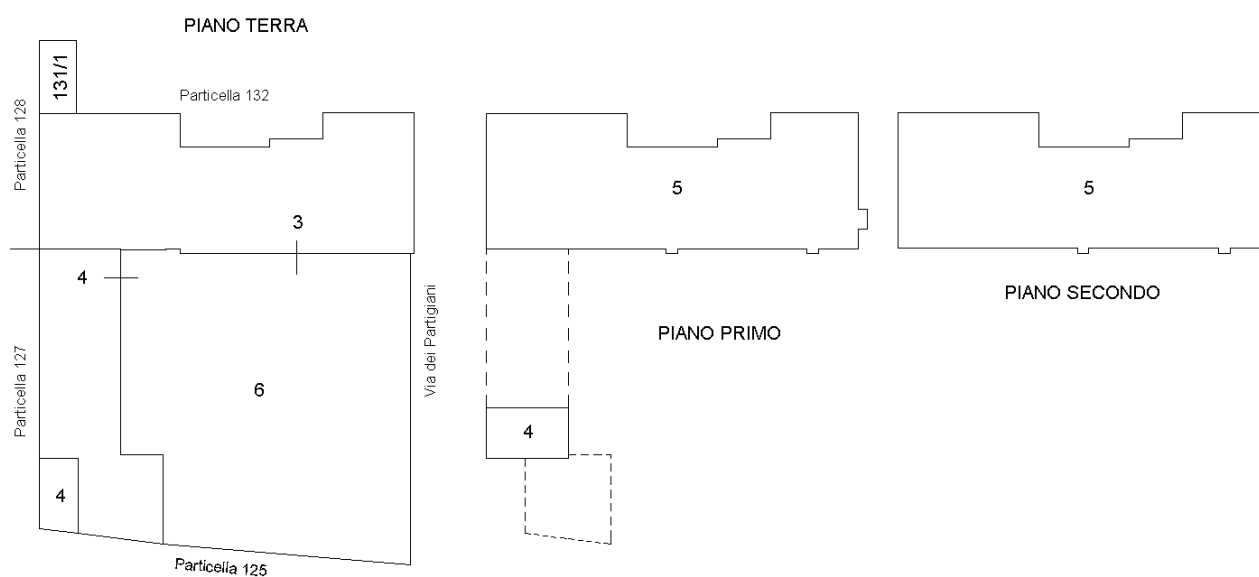 PIANO TERRA
131/1
Particella 132
Particella 128
3
4
Particella 127
6
Via dei Partigiani
4
Particella 125
5
PIANO PRIMO
4
5
PIANO SECONDO